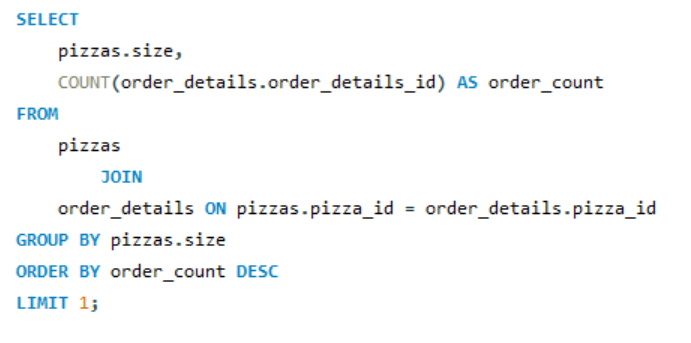 SELECT
pizzas.size,
COUNT(order_details.order_details_id) AS order_count
FROM
pizzas
JOIN
order_details ON pizzas.pizza_id = order_details.pizza_id
GROUP BY pizzas.size
ORDER BY order_count DESC
LIMIT 1;